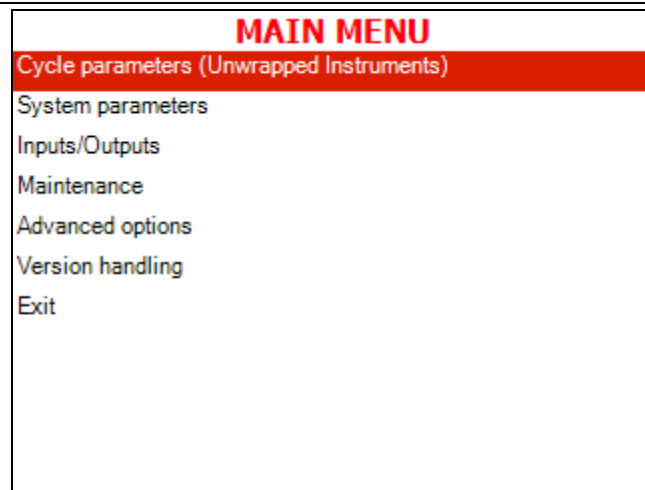 MAIN MENU
Cycle parameters (Unwrapped Instruments)
System parameters
Inputs/Outputs
Maintenance
Advanced options
Version handling
Exit